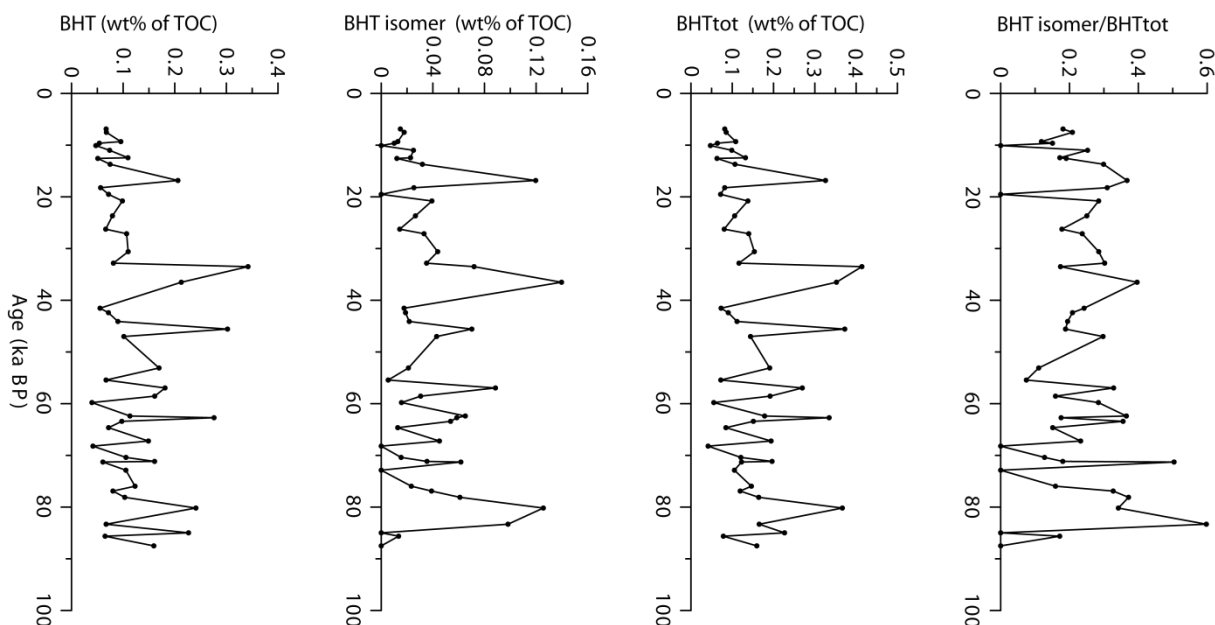 BHT (wt% of TOC)
0 0.1 0.2 0.3 0.4
BHT isomer (wt% of TOC)
0 0.04 0.08 0.12 0.16
BHTtot (wt% of TOC)
0 0.1 0.2 0.3 0.4 0.5
BHT isomer/BHTtot
0 0.2 0.4 0.6
0 20 40 60 80 100
Age (ka BP)
0 20 40 60 80 100
0 20 40 60 80 100
0 20 40 60 80 100